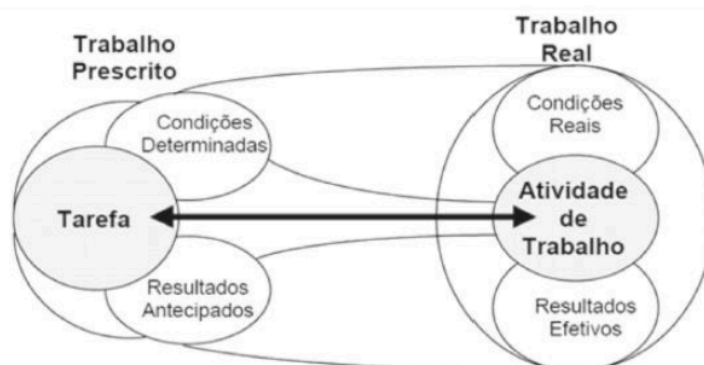 Trabalho
Prescrito
Condições
Determinadas
Tarefa
Resultados
Antecipados
Trabalho
Real
Condições
Reais
Atividade
de
Trabalho
Resultados
Efetivos